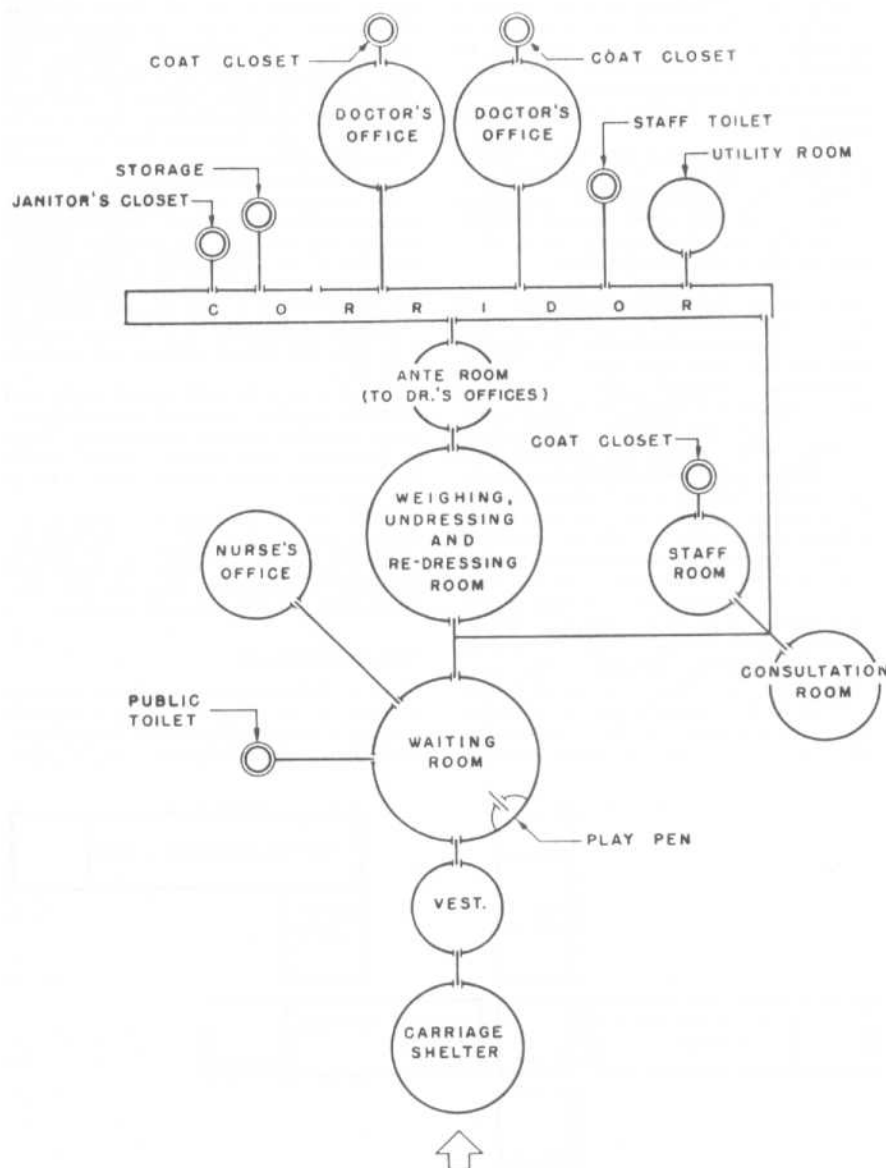 COAT CLOSET
COAT CLOSET
DOCTOR'S
OFFICE
DOCTOR'S
OFFICE
STAFF TOILET
UTILITY ROOM
STORAGE
JANITOR'S CLOSET
CORRIDOR
ANTE ROOM
(TO DR.'S OFFICES)
COAT CLOSET
WEIGHING,
UNDRESSING
AND
RE-DRESSING
ROOM
NURSE'S
OFFICE
STAFF
ROOM
CONSULTATION
ROOM
PUBLIC
TOILET
WAITING
ROOM
PLAY PEN
VEST.
CARRIAGE
SHELTER